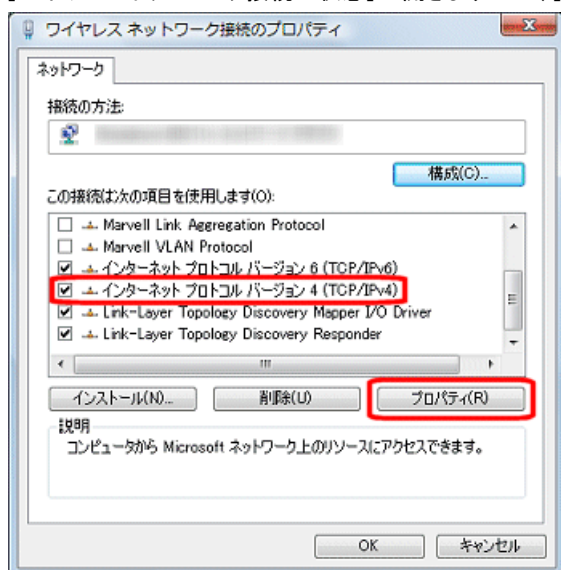 ワイヤレス ネットワーク接続のプロパティ
ネットワーク
接続の方法:
構成(C)...
この接続は次の項目を使用します(O):
Marvell Link Aggregation Protocol
Marvell VLAN Protocol
インターネット プロトコル バージョン 6 (TCP/IPv6)
インターネット プロトコル バージョン 4 (TCP/IPv4)
Link-Layer Topology Discovery Mapper I/O Driver
Link-Layer Topology Discovery Responder
インストール(N)... 削除(U) プロパティ(R)
説明
コンピュータから Microsoft ネットワーク上のリソースにアクセスできます。
OK キャンセル